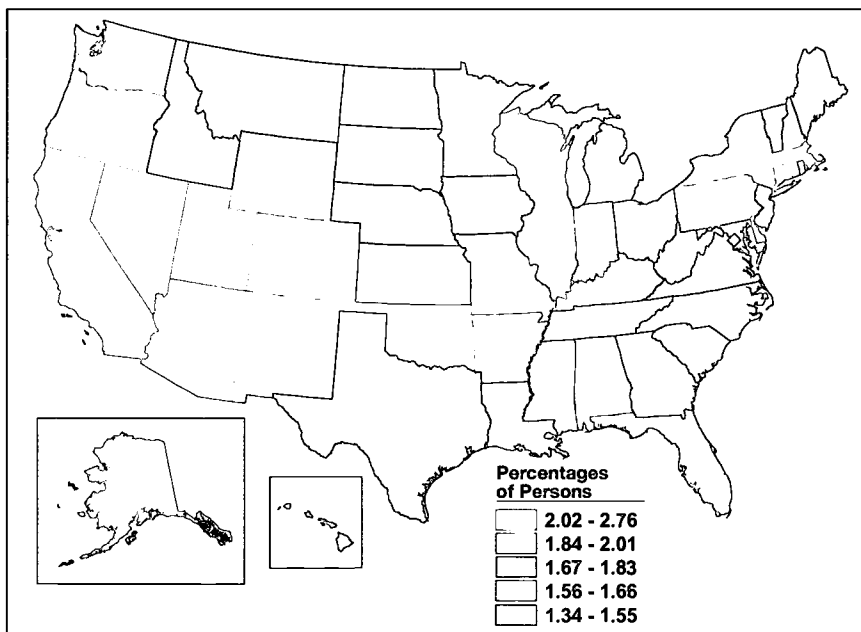 Percentages
of Persons
2.02 - 2.76
1.84 - 2.01
1.67 - 1.83
1.56 - 1.66
1.34 - 1.55